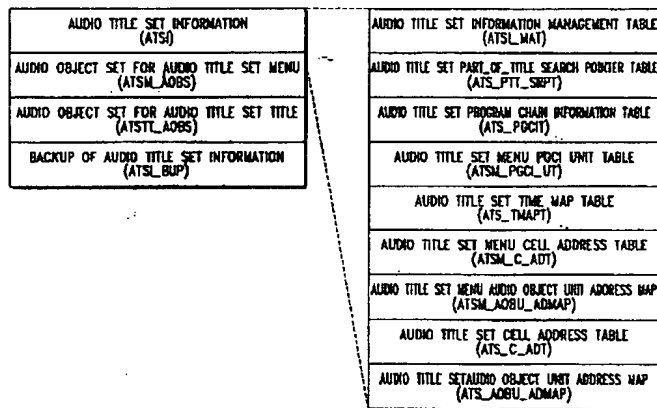 AUDIO TITLE SET INFORMATION
(ATSI)
AUDIO OBJECT SET FOR AUDIO TITLE SET MENU
(ATSM_AOBS)
AUDIO OBJECT SET FOR AUDIO TITLE SET TITLE
(ATSTT_AOBS)
BACKUP OF AUDIO TITLE SET INFORMATION
(ATSI_BUP)
AUDIO TITLE SET INFORMATION MANAGEMENT TABLE
(ATSI_MAT)
AUDIO TITLE SET PART_OF_TITLE SEARCH POINTER TABLE
(ATS_PTT_SRPT)
AUDIO TITLE SET PROGRAM CHAIN INFORMATION TABLE
(ATS_PGCIT)
AUDIO TITLE SET MENU PGCI UNIT TABLE
(ATSM_PGCI_UT)
AUDIO TITLE SET TIME MAP TABLE
(ATS_TMAPT)
AUDIO TITLE SET MENU CELL ADDRESS TABLE
(ATSM_C_ADT)
AUDIO TITLE SET MENU AUDIO OBJECT UNIT ADDRESS MAP
(ATSM_AOBU_ADMAP)
AUDIO TITLE SET CELL ADDRESS TABLE
(ATS_C_ADT)
AUDIO TITLE SETAUDIO OBJECT UNIT ADDRESS MAP
(ATS_AOBU_ADMAP)